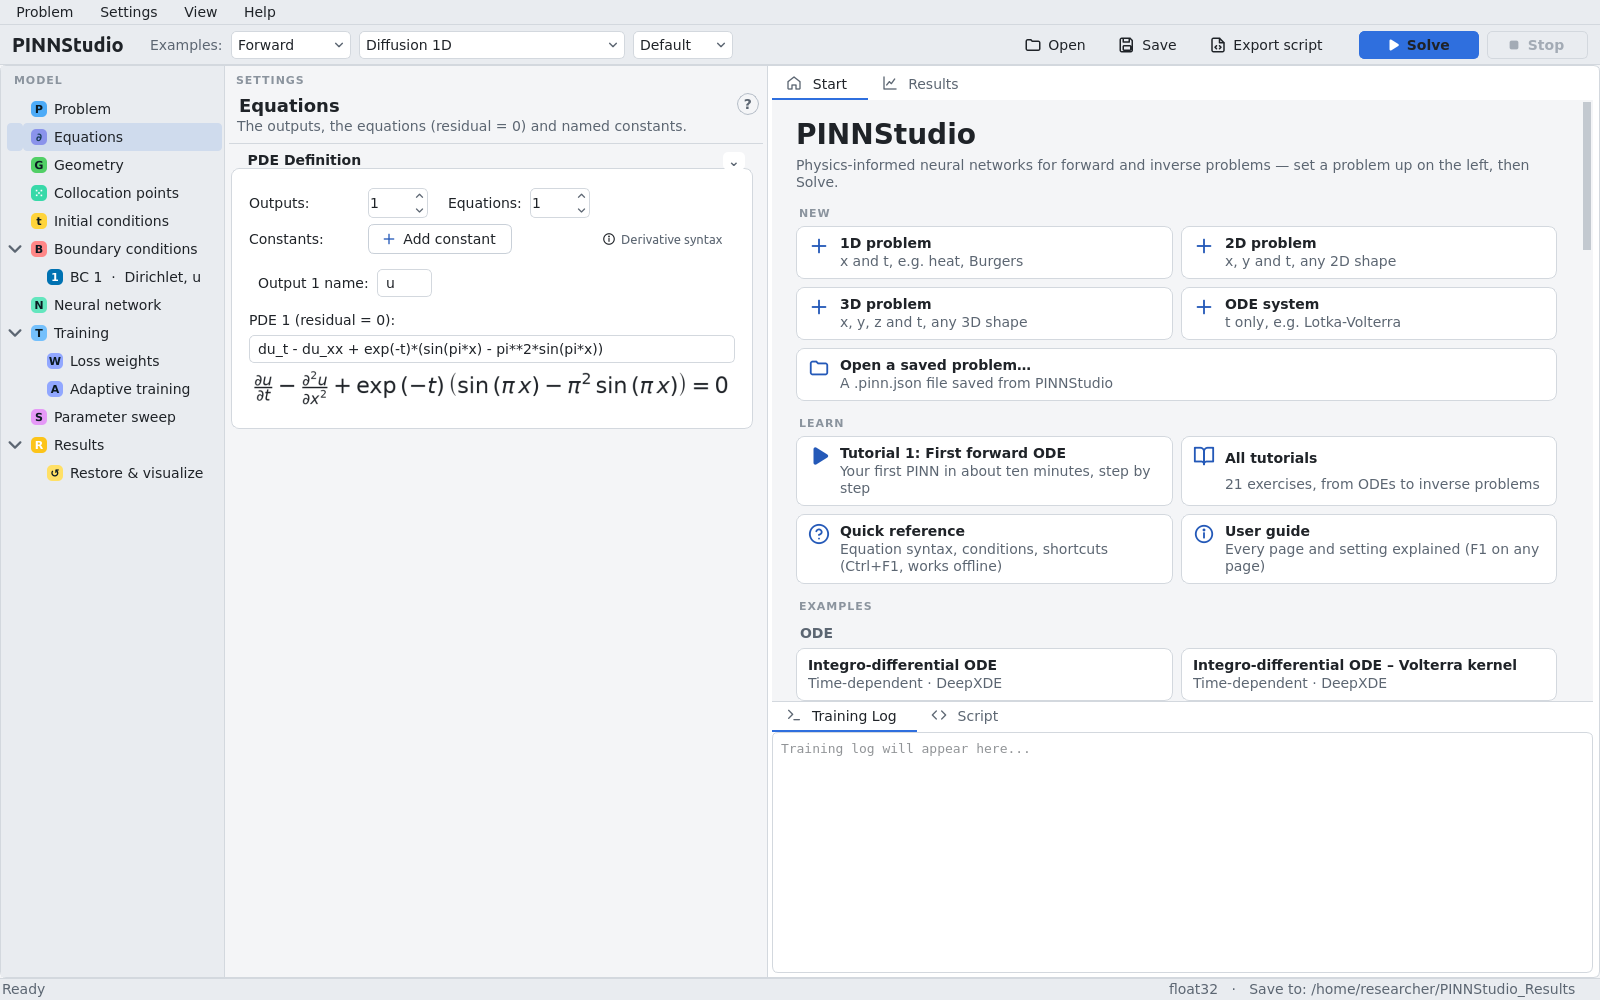 Problem Settings View Help
PINNStudio Examples: Forward Diffusion 1D Default Open Save Export script Solve Stop
MODEL
P Problem
∂ Equations
G Geometry
Collocation points
t Initial conditions
B Boundary conditions
1 BC 1 · Dirichlet, u
N Neural network
T Training
W Loss weights
A Adaptive training
S Parameter sweep
R Results
↺ Restore & visualize
SETTINGS
Equations ?
The outputs, the equations (residual = 0) and named constants.
PDE Definition
Outputs: 1 Equations: 1
Constants: + Add constant Derivative syntax
Output 1 name: u
PDE 1 (residual = 0):
du_t - du_xx + exp(-t)*(sin(pi*x) - pi**2*sin(pi*x))
∂u/∂t − ∂²u/∂x² + exp (−t) (sin (π x) − π² sin (π x)) = 0
Start Results
PINNStudio
Physics-informed neural networks for forward and inverse problems — set a problem up on the left, then
Solve.
NEW
1D problem
x and t, e.g. heat, Burgers
2D problem
x, y and t, any 2D shape
3D problem
x, y, z and t, any 3D shape
ODE system
t only, e.g. Lotka-Volterra
Open a saved problem…
A .pinn.json file saved from PINNStudio
LEARN
Tutorial 1: First forward ODE
Your first PINN in about ten minutes, step by
step
All tutorials
21 exercises, from ODEs to inverse problems
Quick reference
Equation syntax, conditions, shortcuts
(Ctrl+F1, works offline)
User guide
Every page and setting explained (F1 on any
page)
EXAMPLES
ODE
Integro-differential ODE
Time-dependent · DeepXDE
Integro-differential ODE – Volterra kernel
Time-dependent · DeepXDE
Training Log Script
Training log will appear here...
Ready
float32 · Save to: /home/researcher/PINNStudio_Results